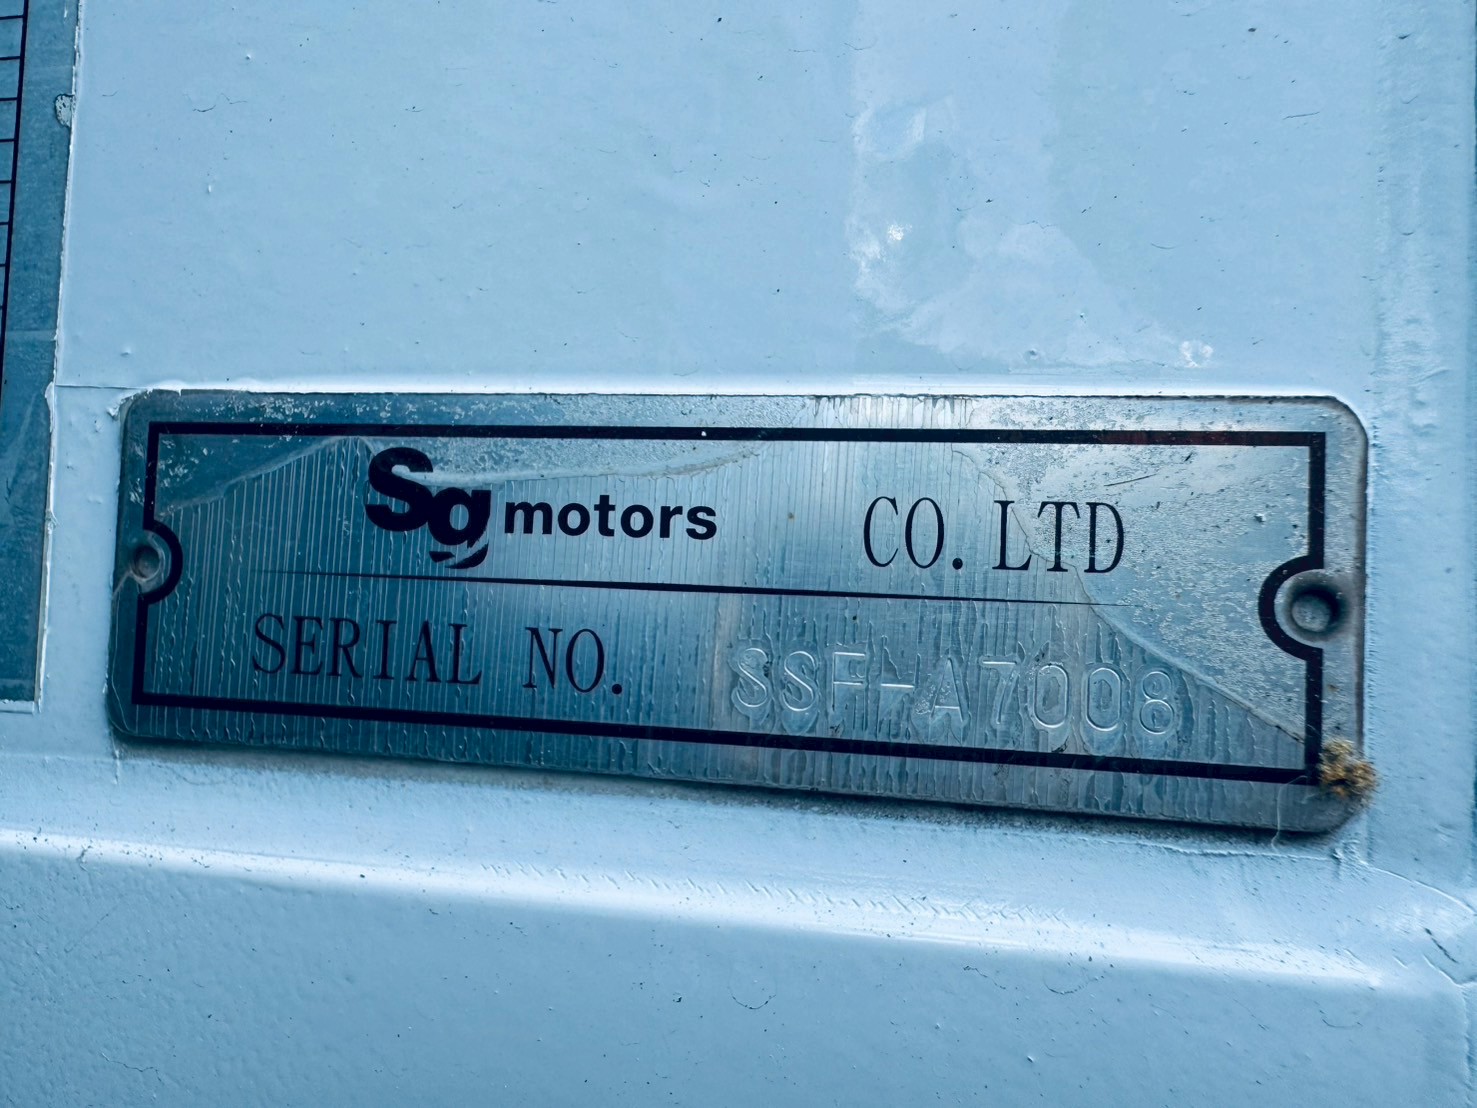 Sg motors CO.LTD
SERIAL NO. SSF-A7008